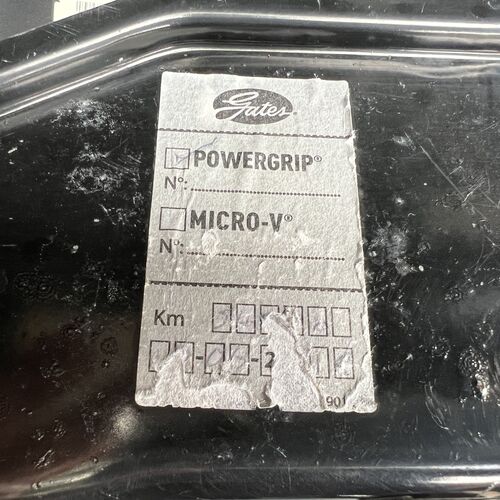 Gates
POWERGRIP®
N°:
MICRO-V®
N°:
Km
- - 2
901